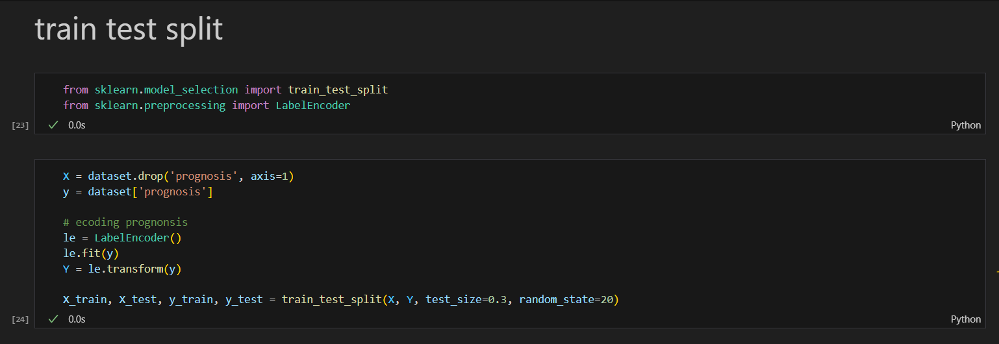 train test split
from sklearn.model_selection import train_test_split
from sklearn.preprocessing import LabelEncoder
[23] ✓ 0.0s Python
X = dataset.drop('prognosis', axis=1)
y = dataset['prognosis']
# ecoding prognonsis
le = LabelEncoder()
le.fit(y)
Y = le.transform(y)
X_train, X_test, y_train, y_test = train_test_split(X, Y, test_size=0.3, random_state=20)
[24] ✓ 0.0s Python